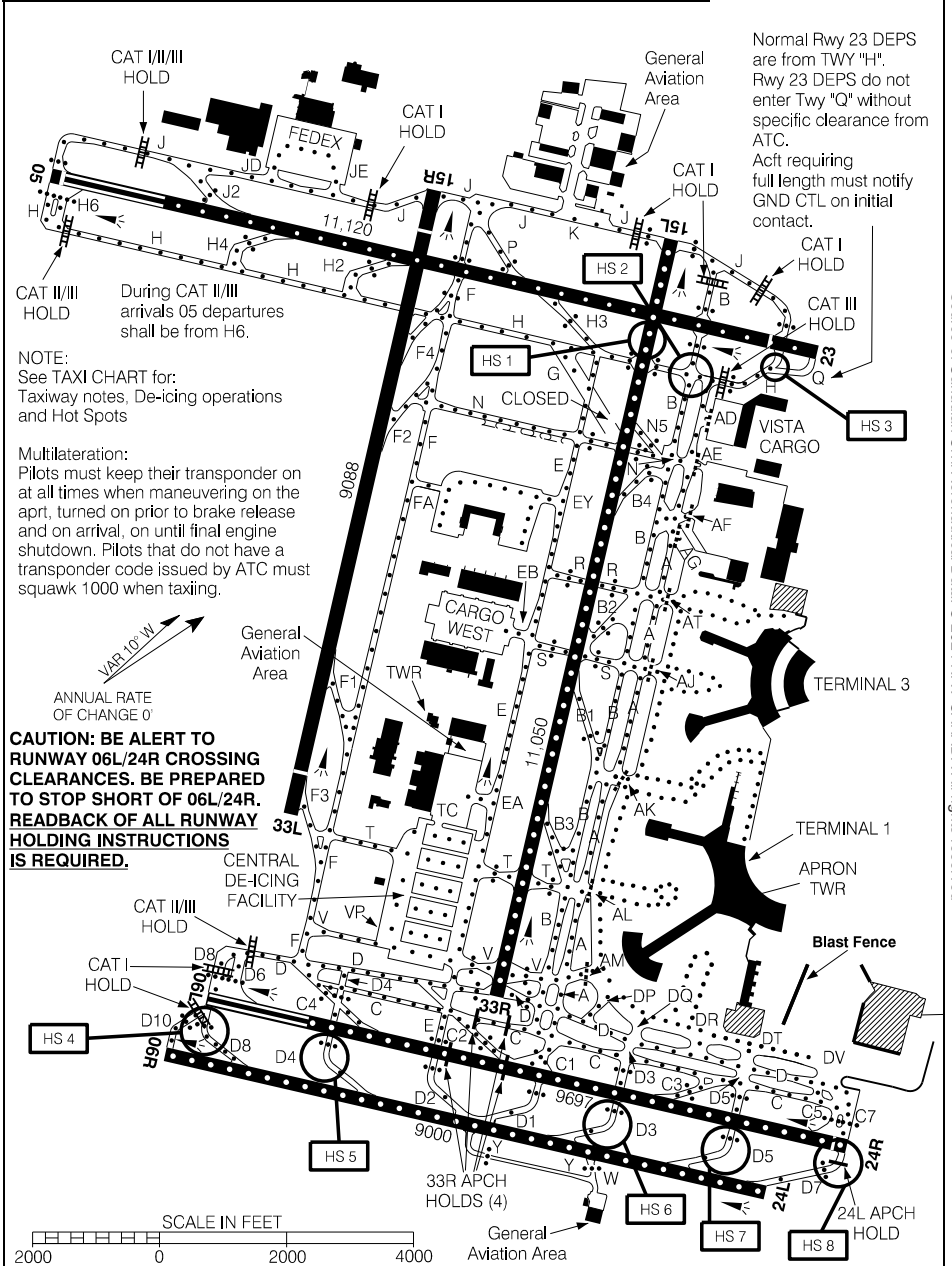 CAT I/II/III
HOLD
General
Aviation
Area
Normal Rwy 23 DEPS
are from TWY "H".
Rwy 23 DEPS do not
enter Twy "Q" without
specific clearance from
ATC.
Acft requiring
full length must notify
GND CTL on initial
contact.
FEDEX
CAT I
HOLD
J
JD
JE
J2
J
J
15R
05
H6
H
11,120
J
J
K
J
CAT I
HOLD
15L
J
HS 2
B
CAT I
HOLD
CAT III
HOLD
P
H4
H
H2
H
CAT II/III
HOLD
During CAT II/III
arrivals 05 departures
shall be from H6.
F
H
H3
HS 1
23
Q
H
HS 3
NOTE:
See TAXI CHART for:
Taxiway notes, De-icing operations
and Hot Spots
F4
G
CLOSED
B
AD
VISTA
CARGO
N
N5
F2
F
E
N
AE
Multilateration:
Pilots must keep their transponder on
at all times when maneuvering on the
aprt, turned on prior to brake release
and on arrival, on until final engine
shutdown. Pilots that do not have a
transponder code issued by ATC must
squawk 1000 when taxiing.
9088
FA
EY
B4
AF
B
A
AG
EB
R
R
CARGO
WEST
B2
A
AT
VAR 10° W
ANNUAL RATE
OF CHANGE 0'
General
Aviation
Area
TWR
S
S
AJ
TERMINAL 3
F1
E
B1
B
A
11,050
CAUTION: BE ALERT TO
RUNWAY 06L/24R CROSSING
CLEARANCES. BE PREPARED
TO STOP SHORT OF 06L/24R.
READBACK OF ALL RUNWAY
HOLDING INSTRUCTIONS
IS REQUIRED.
F3
33L
TC
EA
B3
B
A
AK
TERMINAL 1
APRON
TWR
T
T
CENTRAL
DE-ICING
FACILITY
F
AL
CAT II/III
HOLD
V
VP
V
V
B
A
AM
Blast Fence
F
CAT I
HOLD
D8
D6
D
D
D4
C
C4
33R
A
DP
DQ
DR
DT
DV
06L
D10
D8
HS 4
06R
D4
E
C2
C
D
D
C
C1
D3
C3
D
D5
D
C
C5
C7
9697
HS 5
D2
D1
9000
D3
D5
24R
D7
Y
Y
W
24L
33R APCH
HOLDS (4)
HS 6
HS 7
HS 8
24L APCH
HOLD
General
Aviation Area
SCALE IN FEET
2000
0
2000
4000